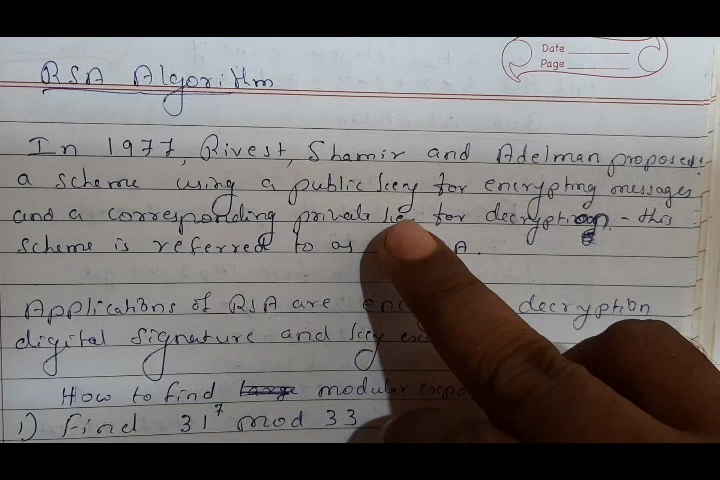 Date
Page
RSA Algorithm
In 1977, Rivest, Shamir and Adelman proposed
a scheme using a public key for encrypting messages
and a corresponding private for decryption - this
scheme is referred to as A.
Applications of RSA are decryption
digital signature and key
How to find modular
1) Find 31^7 mod 33